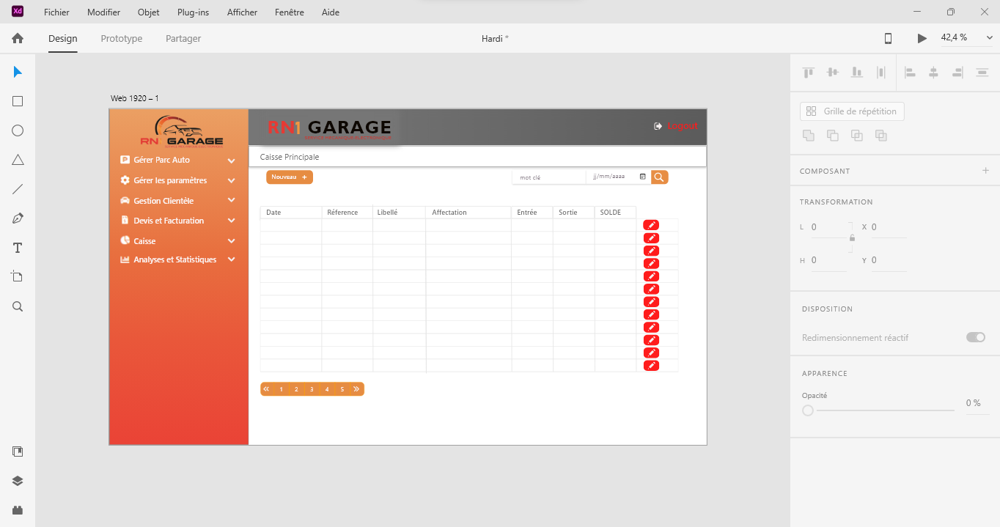 Xd Fichier Modifier Objet Plug-ins Afficher Fenêtre Aide
Design Prototype Partager Hardi * 42,4 %
Web 1920 – 1
RN GARAGE
RN1 GARAGE
SERVICE MECANIQUE ELECTRONIQUE
Logout
Caisse Principale
P Gérer Parc Auto
Gérer les paramètres
Gestion Clientèle
Devis et Facturation
Caisse
Analyses et Statistiques
Nouveau +
mot clé jj/mm/aaaa
Date Réference Libellé Affectation Entrée Sortie SOLDE
« 1 2 3 4 5 »
Grille de répétition
COMPOSANT +
TRANSFORMATION
L 0 X 0
H 0 Y 0
DISPOSITION
Redimensionnement réactif
APPARENCE
Opacité
0 %